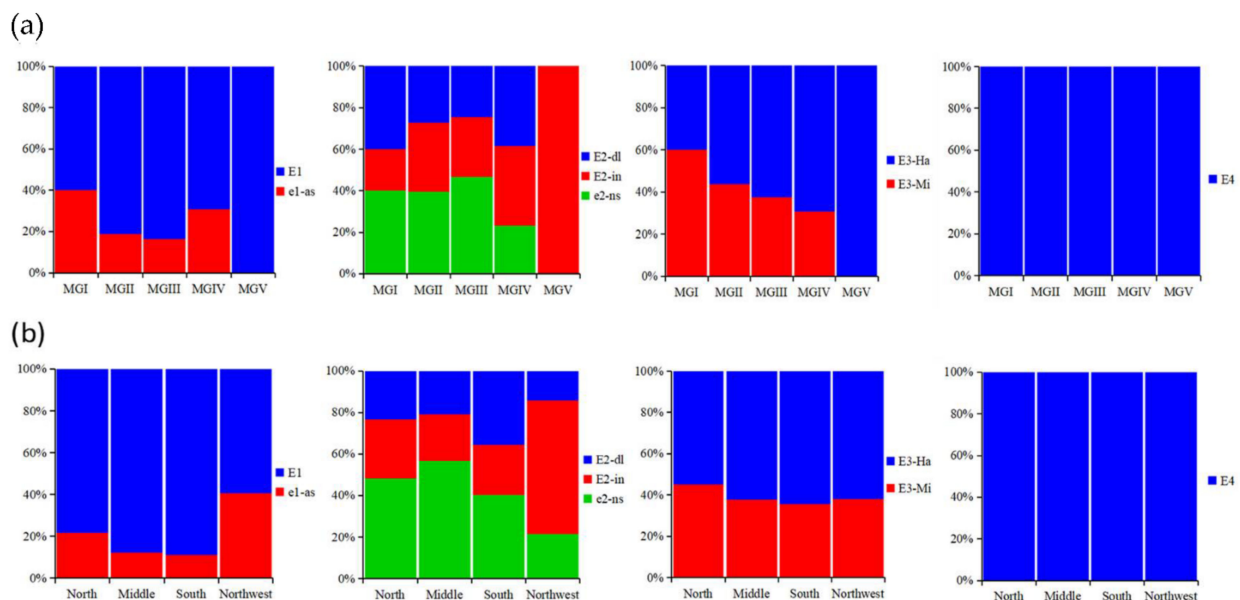 (a)
100%
80%
60%
40%
20%
0%
MGI MGII MGIII MGIV MGV
E1
e1-as
100%
80%
60%
40%
20%
0%
MGI MGII MGIII MGIV MGV
E2-dl
E2-in
e2-ns
100%
80%
60%
40%
20%
0%
MGI MGII MGIII MGIV MGV
E3-Ha
E3-Mi
100%
80%
60%
40%
20%
0%
MGI MGII MGIII MGIV MGV
E4
(b)
100%
80%
60%
40%
20%
0%
North Middle South Northwest
E1
e1-as
100%
80%
60%
40%
20%
0%
North Middle South Northwest
E2-dl
E2-in
e2-ns
100%
80%
60%
40%
20%
0%
North Middle South Northwest
E3-Ha
E3-Mi
100%
80%
60%
40%
20%
0%
North Middle South Northwest
E4